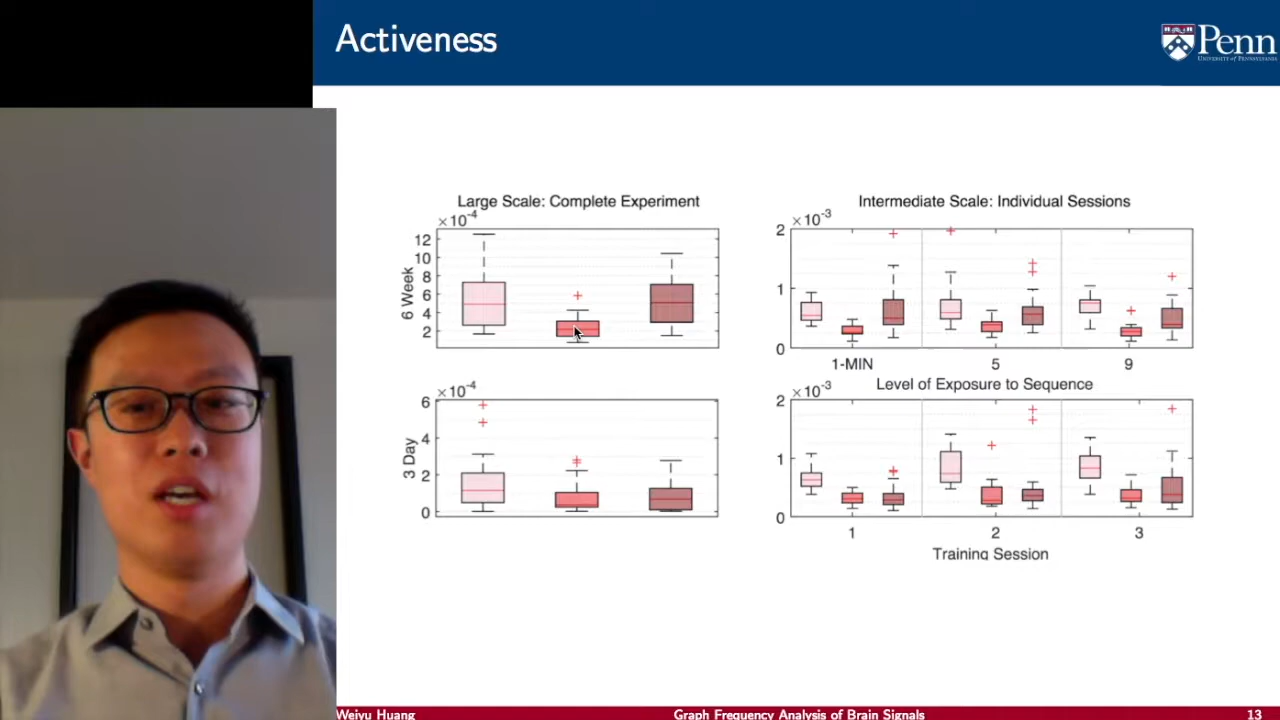 Activeness
Penn
UNIVERSITY of PENNSYLVANIA
Large Scale: Complete Experiment
×10⁻⁴
12
10
8
6
4
2
6 Week
×10⁻⁴
6
4
2
0
3 Day
Intermediate Scale: Individual Sessions
×10⁻³
2
1
0
1-MIN 5 9
Level of Exposure to Sequence
×10⁻³
2
1
0
1 2 3
Training Session
Weiyu Huang Graph Frequency Analysis of Brain Signals 13